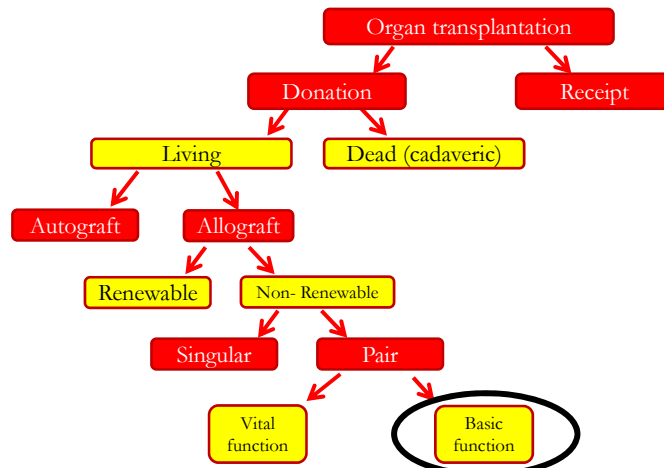 Organ transplantation
Donation
Receipt
Living
Dead (cadaveric)
Autograft
Allograft
Renewable
Non- Renewable
Singular
Pair
Vital
function
Basic
function